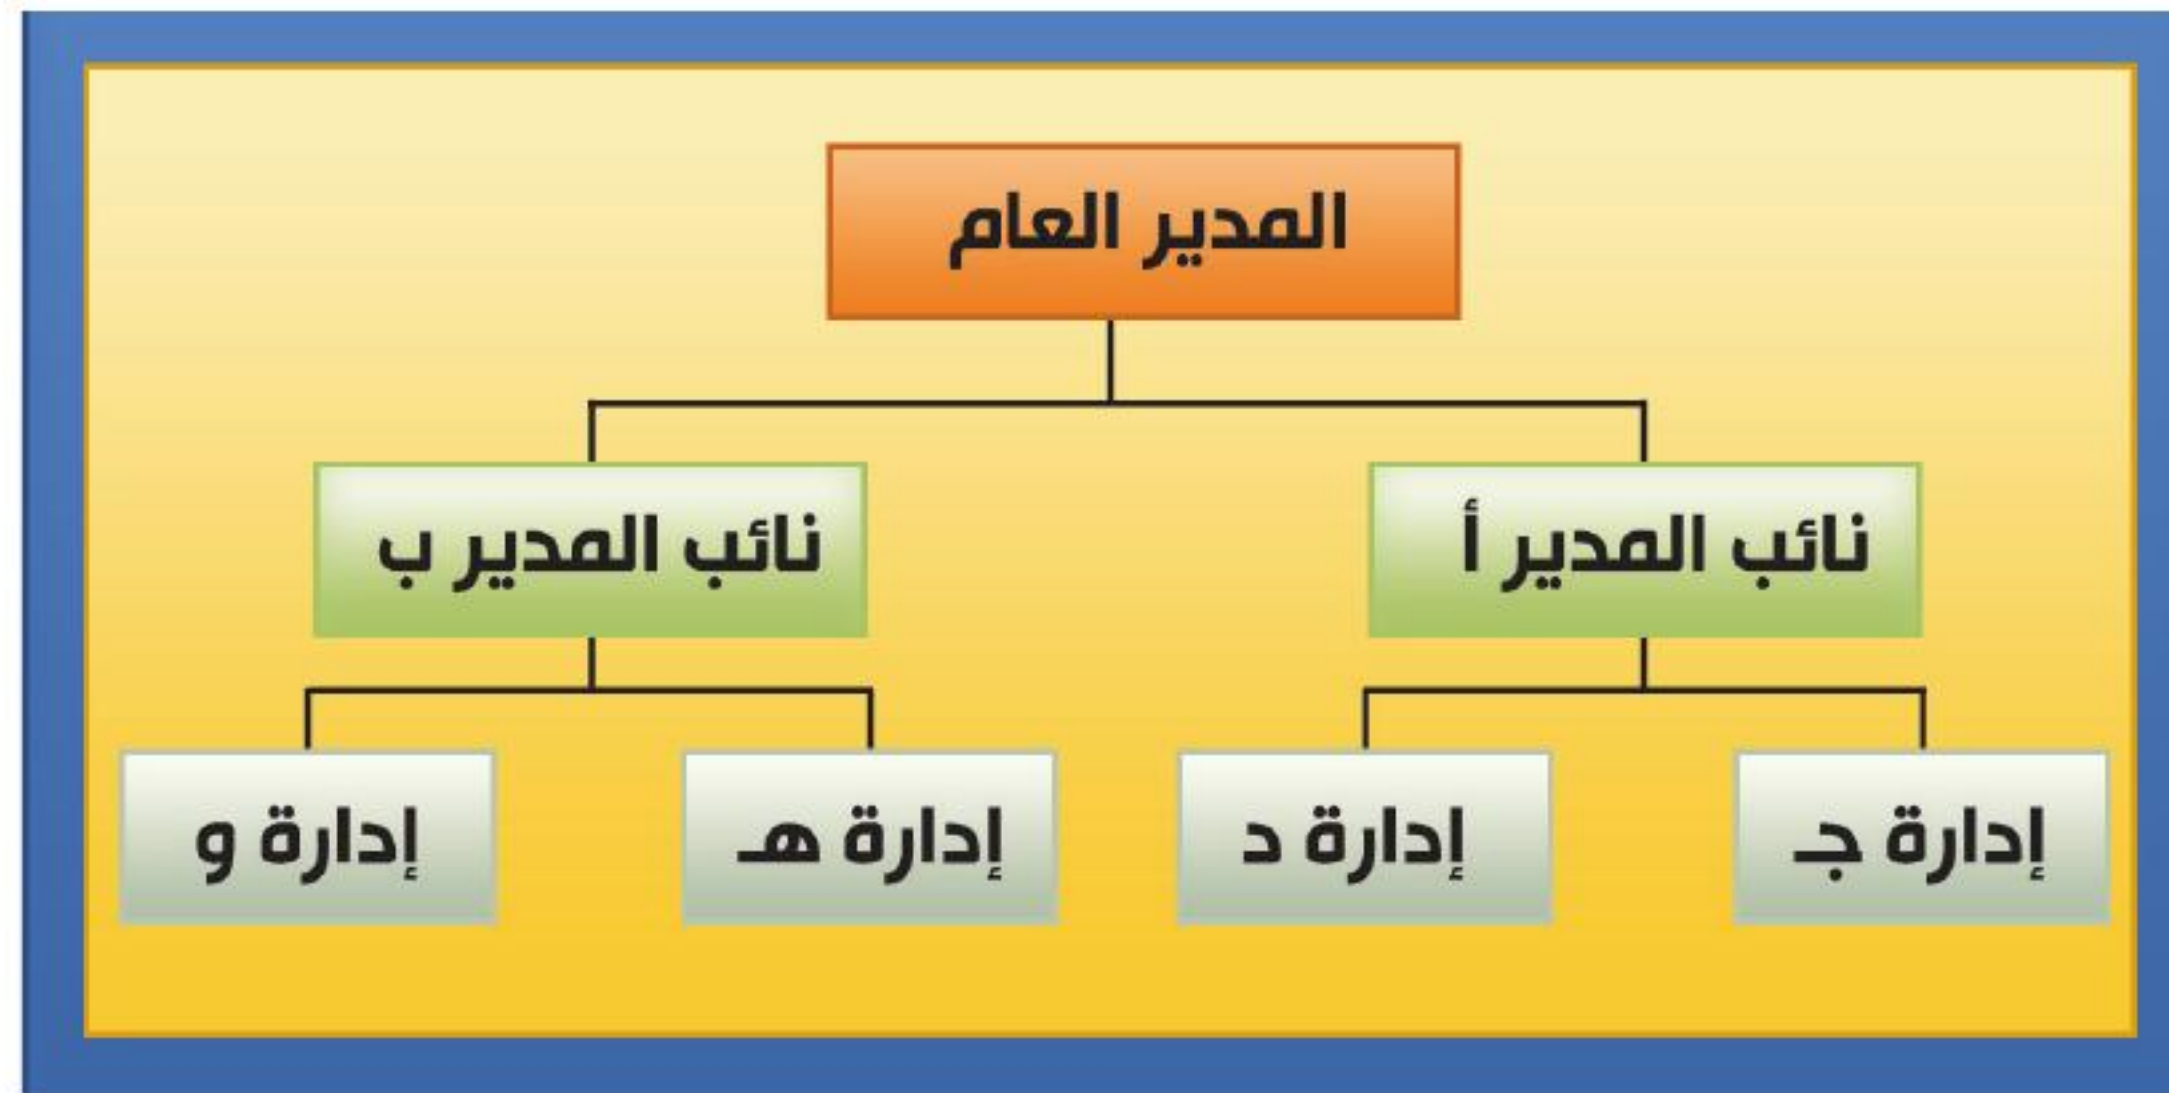 المدير العام
نائب المدير أ
نائب المدير ب
إدارة جـ
إدارة د
إدارة هـ
إدارة و